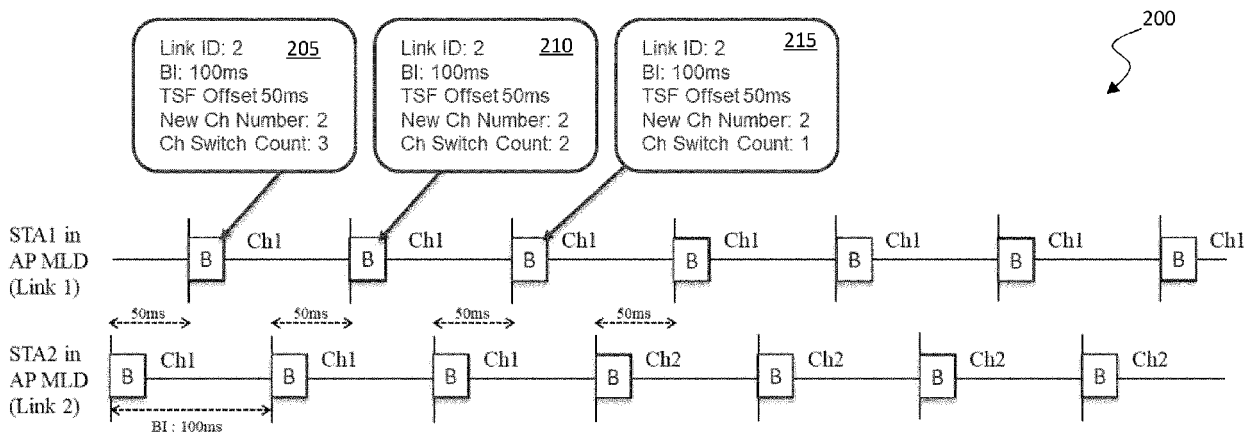 200
Link ID: 2 205
BI: 100ms
TSF Offset 50ms
New Ch Number: 2
Ch Switch Count: 3
Link ID: 2 210
BI: 100ms
TSF Offset 50ms
New Ch Number: 2
Ch Switch Count: 2
Link ID: 2 215
BI: 100ms
TSF Offset 50ms
New Ch Number: 2
Ch Switch Count: 1
STA1 in
AP MLD
(Link 1)
B Ch1 B Ch1 B Ch1 B Ch1 B Ch1 B Ch1 B Ch1
50ms 50ms 50ms 50ms
STA2 in
AP MLD
(Link 2)
B Ch1 B Ch1 B Ch1 B Ch2 B Ch2 B Ch2 B Ch2
BI : 100ms